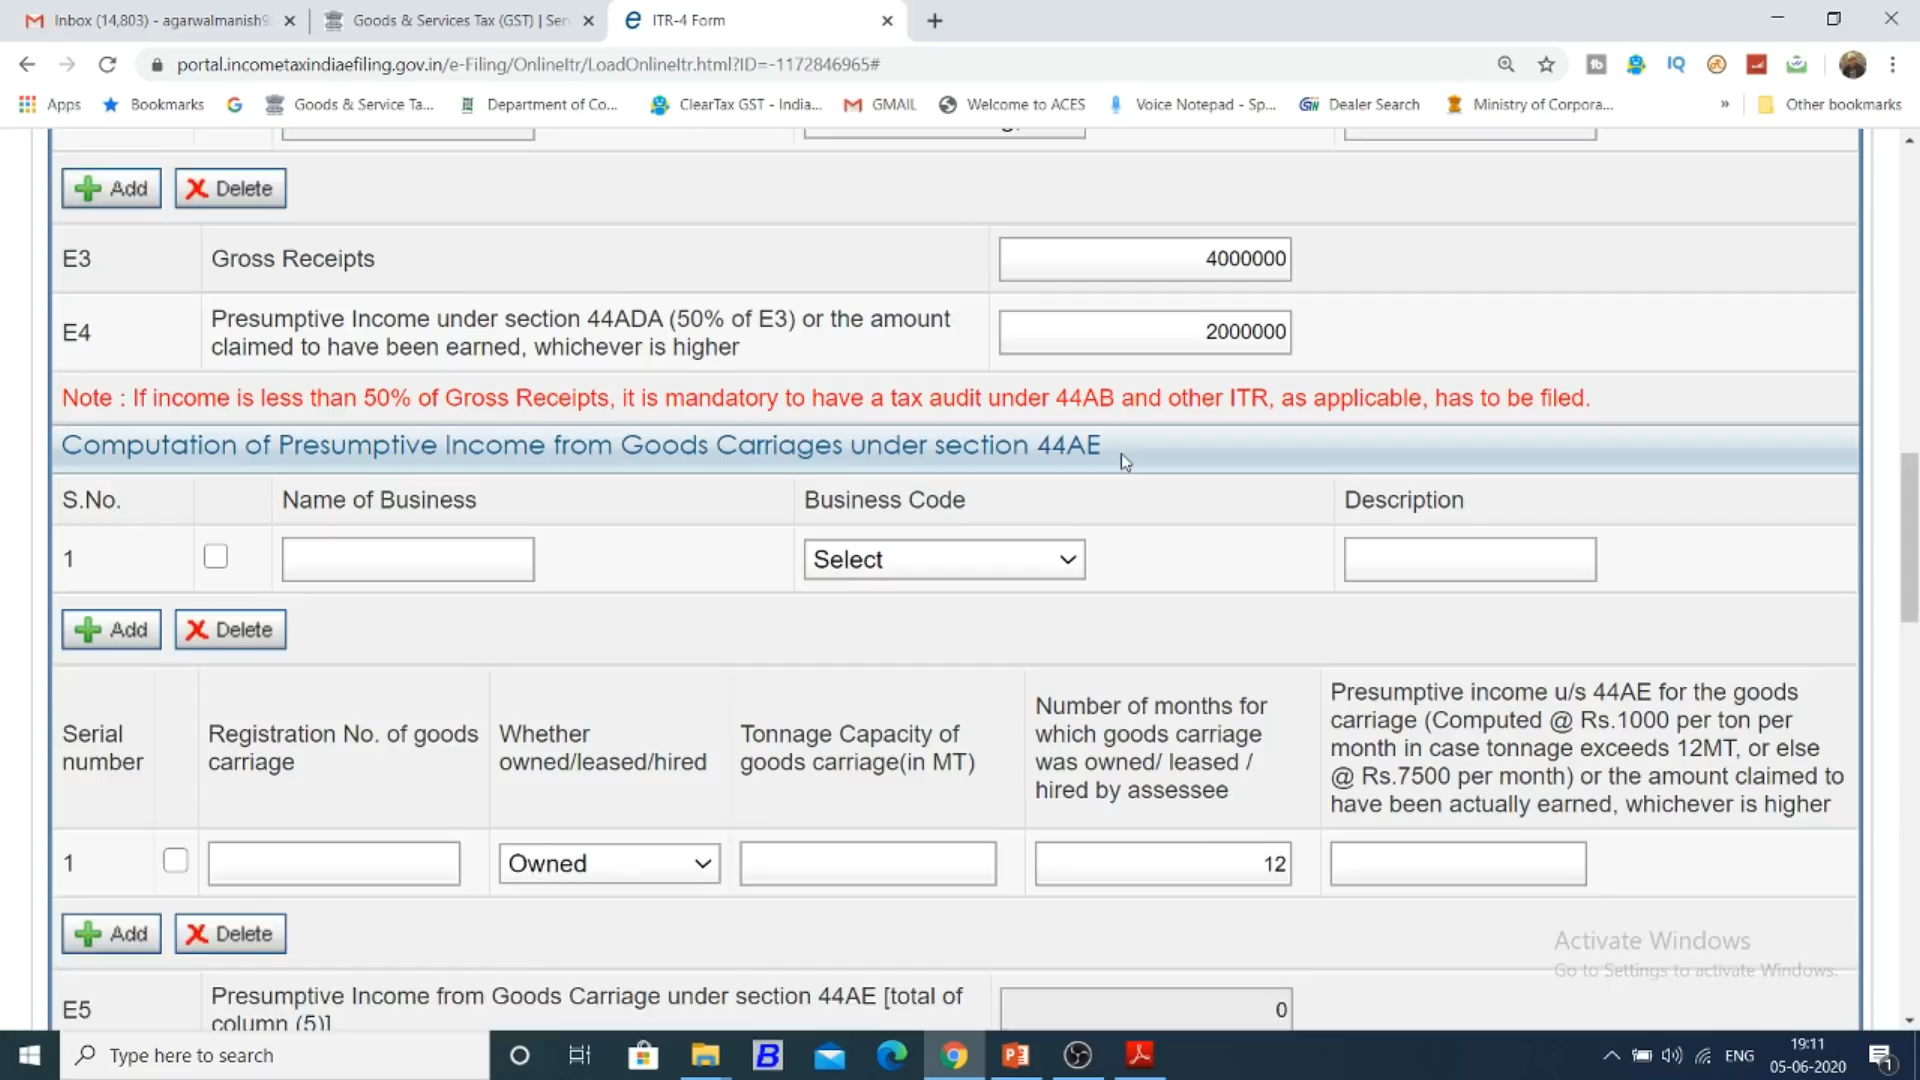 Inbox (14,803) - agarwalmanish9
Goods & Services Tax (GST) | Ser
ITR-4 Form
portal.incometaxindiaefiling.gov.in/e-Filing/OnlineItr/LoadOnlineItr.html?ID=-1172846965#
Apps
Bookmarks
Goods & Service Ta...
Department of Co...
ClearTax GST - India...
GMAIL
Welcome to ACES
Voice Notepad - Sp...
Dealer Search
Ministry of Corpora...
»
Other bookmarks
Add
Delete
E3
Gross Receipts
4000000
E4
Presumptive Income under section 44ADA (50% of E3) or the amount
claimed to have been earned, whichever is higher
2000000
Note : If income is less than 50% of Gross Receipts, it is mandatory to have a tax audit under 44AB and other ITR, as applicable, has to be filed.
Computation of Presumptive Income from Goods Carriages under section 44AE
S.No.
Name of Business
Business Code
Description
1
Select
Add
Delete
Serial
number
Registration No. of goods
carriage
Whether
owned/leased/hired
Tonnage Capacity of
goods carriage(in MT)
Number of months for
which goods carriage
was owned/ leased /
hired by assessee
Presumptive income u/s 44AE for the goods
carriage (Computed @ Rs.1000 per ton per
month in case tonnage exceeds 12MT, or else
@ Rs.7500 per month) or the amount claimed to
have been actually earned, whichever is higher
1
Owned
12
Add
Delete
Activate Windows
Go to Settings to activate Windows.
E5
Presumptive Income from Goods Carriage under section 44AE [total of
column (5)]
0
Type here to search
ENG
19:11
05-06-2020
1